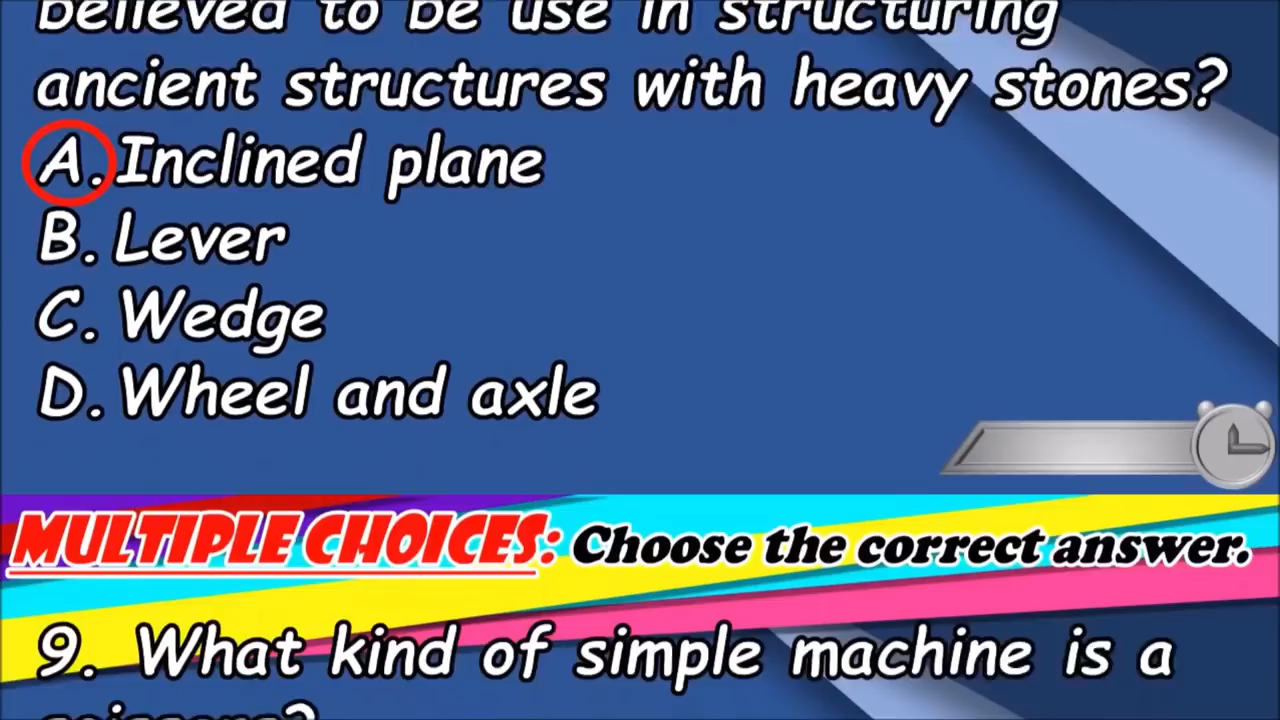 believed to be use in structuring
ancient structures with heavy stones?
A. Inclined plane
B. Lever
C. Wedge
D. Wheel and axle
MULTIPLE CHOICES: Choose the correct answer.
9. What kind of simple machine is a
scissors?